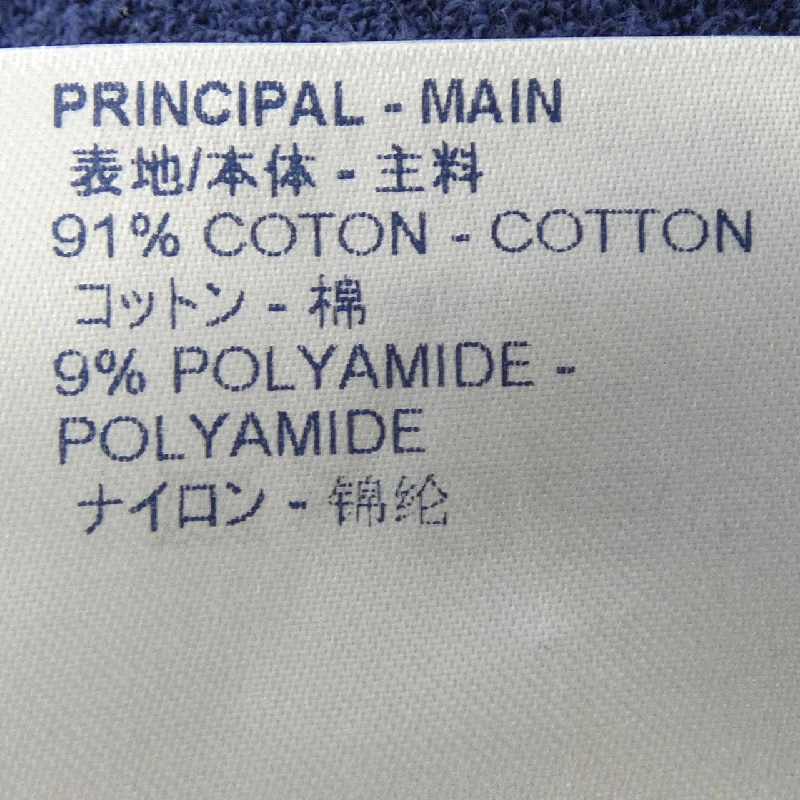 PRINCIPAL - MAIN
表地/本体 - 主料
91% COTON - COTTON
コットン - 棉
9% POLYAMIDE -
POLYAMIDE
ナイロン - 锦纶